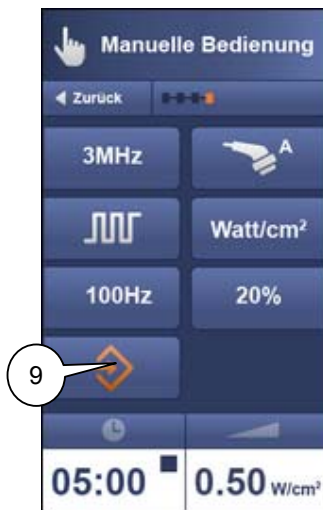 Manuelle Bedienung
Zurück
3MHz
A
Watt/cm²
100Hz
20%
9
05:00
0.50 W/cm²